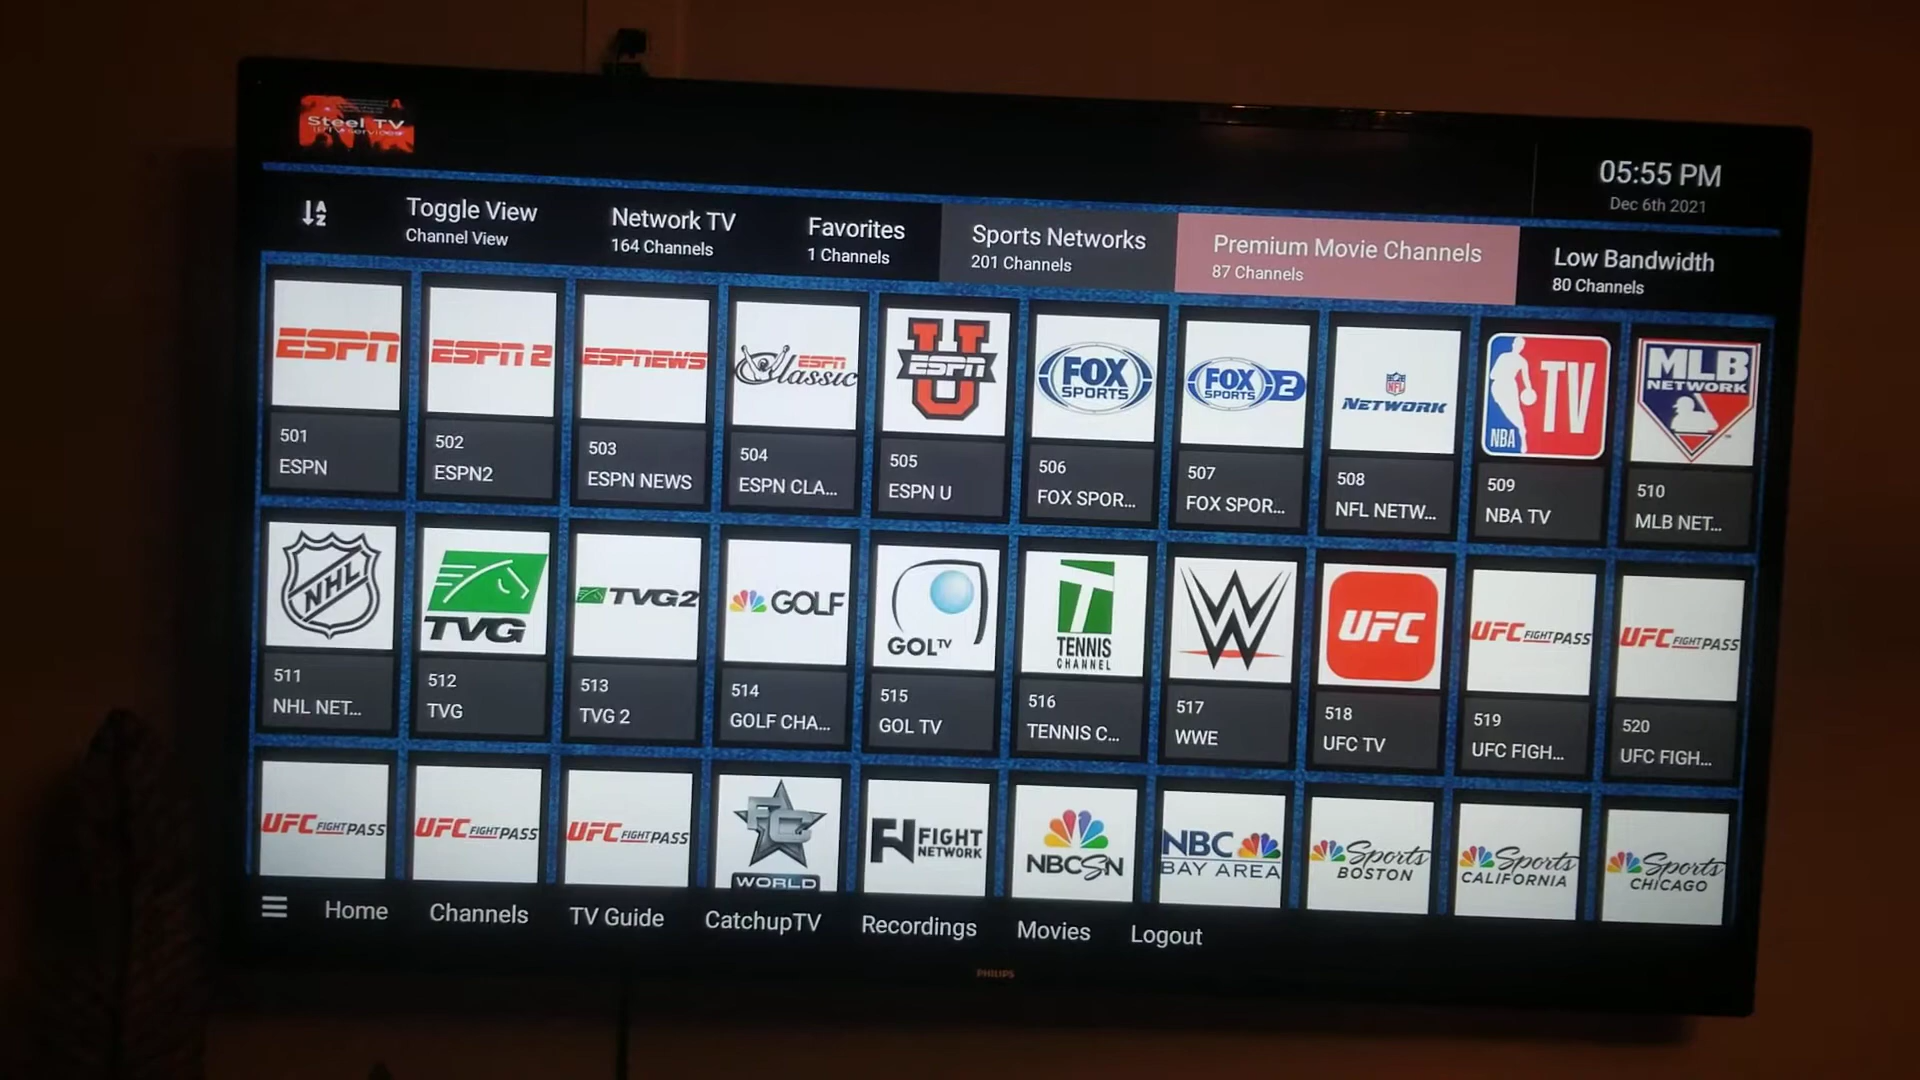 Steel TV
05:55 PM
Dec 6th 2021
Toggle View
Channel View
Network TV
164 Channels
Favorites
1 Channels
Sports Networks
201 Channels
Premium Movie Channels
87 Channels
Low Bandwidth
80 Channels
ESPN
501
ESPN
ESPN 2
502
ESPN2
ESPNEWS
503
ESPN NEWS
ESPN
Classic
504
ESPN CLA...
U
ESPN
505
ESPN U
FOX
SPORTS
506
FOX SPOR...
FOX
SPORTS 2
507
FOX SPOR...
NFL
NETWORK
508
NFL NETW...
NBA
TV
509
NBA TV
MLB
NETWORK
510
MLB NET...
NHL
511
NHL NET...
TVG
512
TVG
TVG2
513
TVG 2
GOLF
514
GOLF CHA...
GOLTV
515
GOL TV
T
TENNIS
CHANNEL
516
TENNIS C...
W
517
WWE
UFC
518
UFC TV
UFC FIGHT PASS
519
UFC FIGH...
UFC FIGHT PASS
520
UFC FIGH...
UFC FIGHT PASS
UFC FIGHT PASS
UFC FIGHT PASS
WORLD
FN FIGHT
NETWORK
NBCSN
NBC
BAY AREA
Sports
BOSTON
Sports
CALIFORNIA
Sports
CHICAGO
Home
Channels
TV Guide
CatchupTV
Recordings
Movies
Logout
PHILIPS